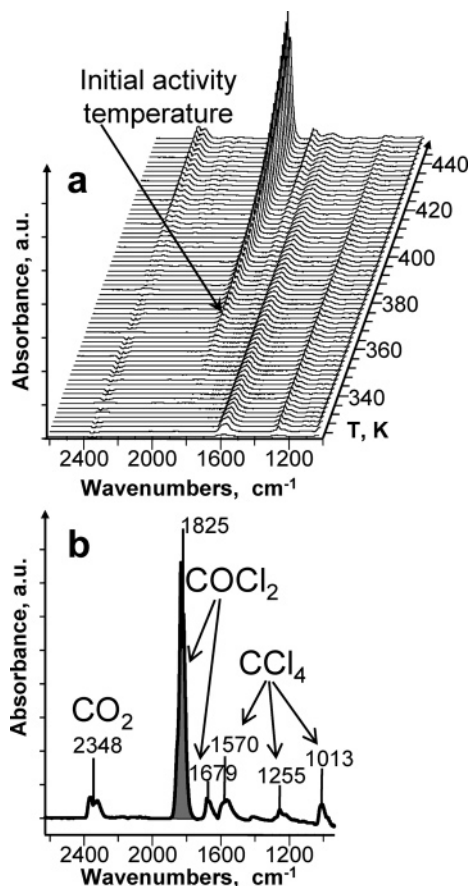 Initial activity
temperature
a
Absorbance, a.u.
440
420
400
380
360
340
T, K
2400 2000 1600 1200
Wavenumbers, cm⁻¹
b
Absorbance, a.u.
1825
COCl₂
CCl₄
CO₂
2348
1570
1679
1255
1013
2400 2000 1600 1200
Wavenumbers, cm⁻¹